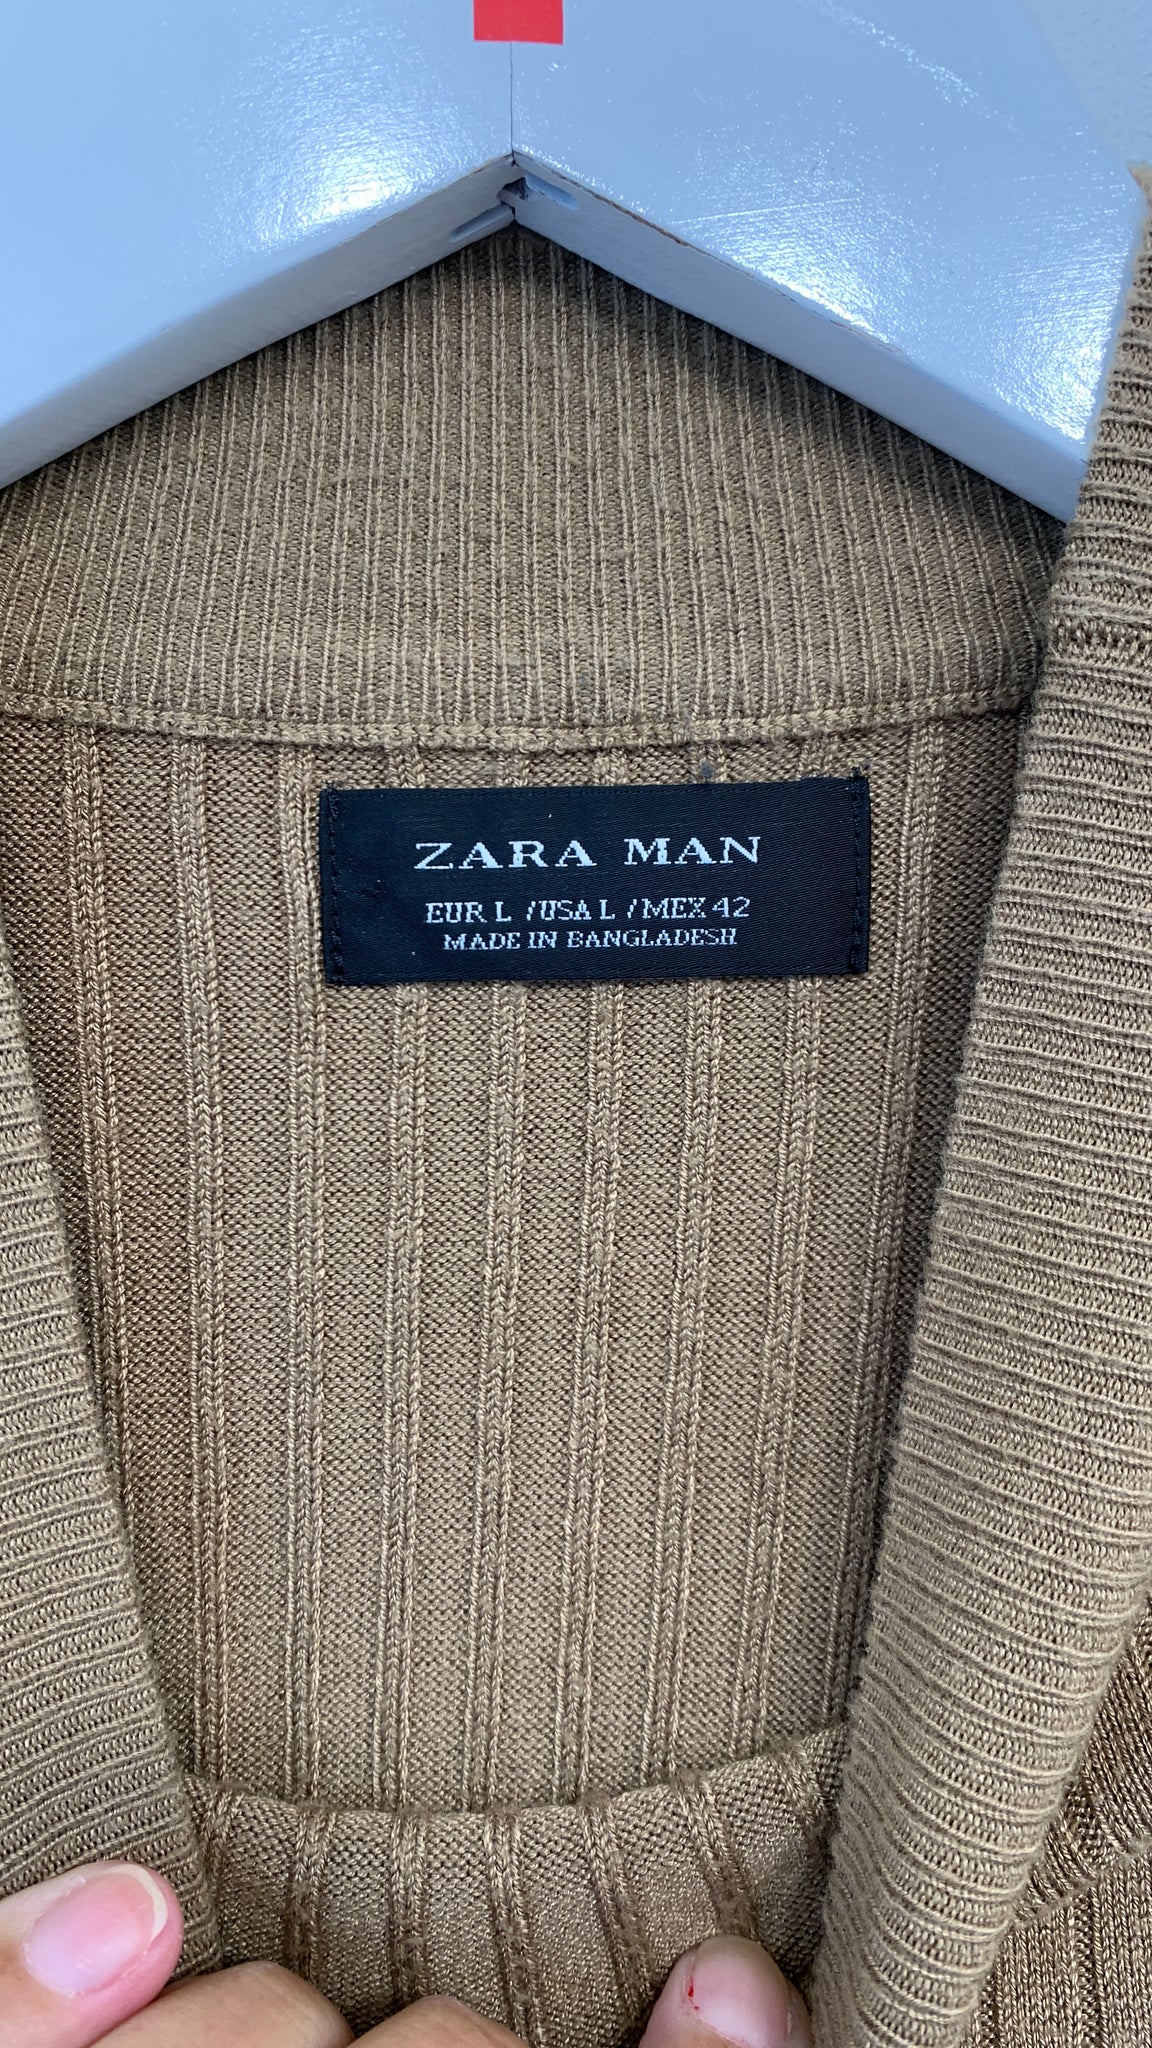 ZARA MAN
EUR L / USA L / MEX 42
MADE IN BANGLADESH